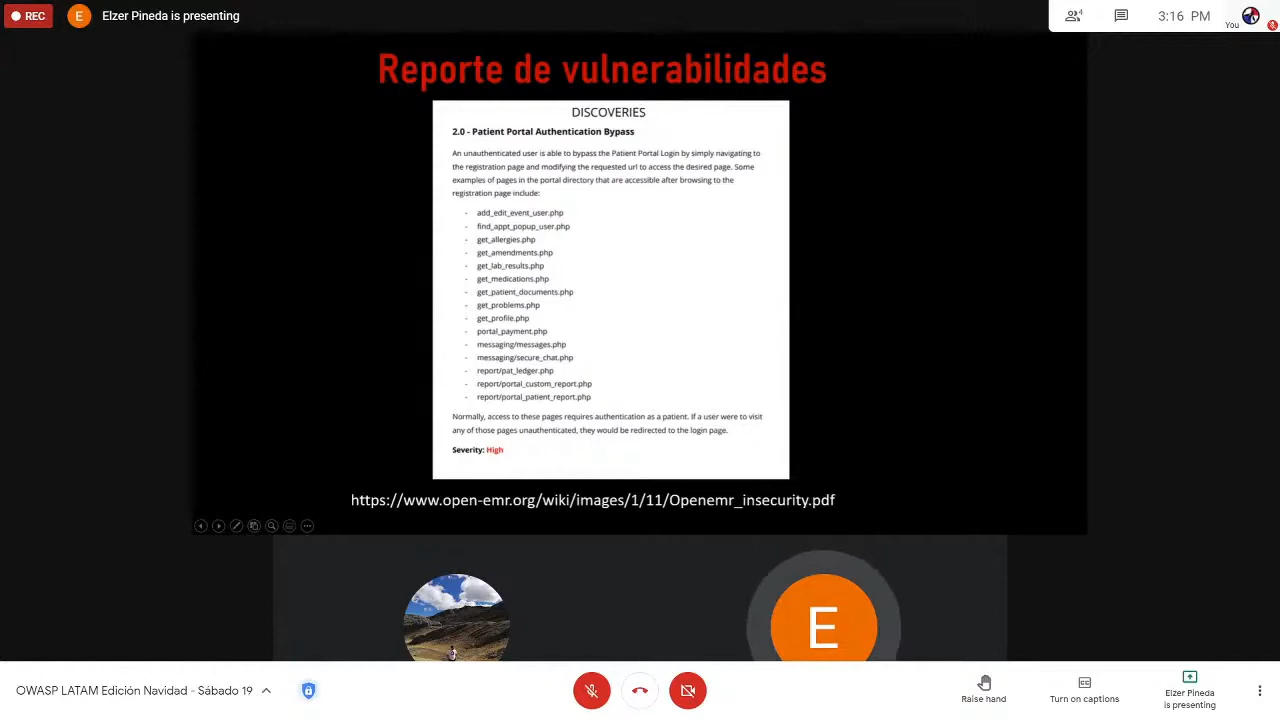 REC
E
Elzer Pineda is presenting
4
3:16 PM
You
Reporte de vulnerabilidades
DISCOVERIES
2.0 - Patient Portal Authentication Bypass
An unauthenticated user is able to bypass the Patient Portal Login by simply navigating to
the registration page and modifying the requested url to access the desired page. Some
examples of pages in the portal directory that are accessible after browsing to the
registration page include:
- add_edit_event_user.php
- find_appt_popup_user.php
- get_allergies.php
- get_amendments.php
- get_lab_results.php
- get_medications.php
- get_patient_documents.php
- get_problems.php
- get_profile.php
- portal_payment.php
- messaging/messages.php
- messaging/secure_chat.php
- report/pat_ledger.php
- report/portal_custom_report.php
- report/portal_patient_report.php
Normally, access to these pages requires authentication as a patient. If a user were to visit
any of those pages unauthenticated, they would be redirected to the login page.
Severity: High
https://www.open-emr.org/wiki/images/1/11/Openemr_insecurity.pdf
E
OWASP LATAM Edición Navidad - Sábado 19
Raise hand
Turn on captions
Elzer Pineda
is presenting